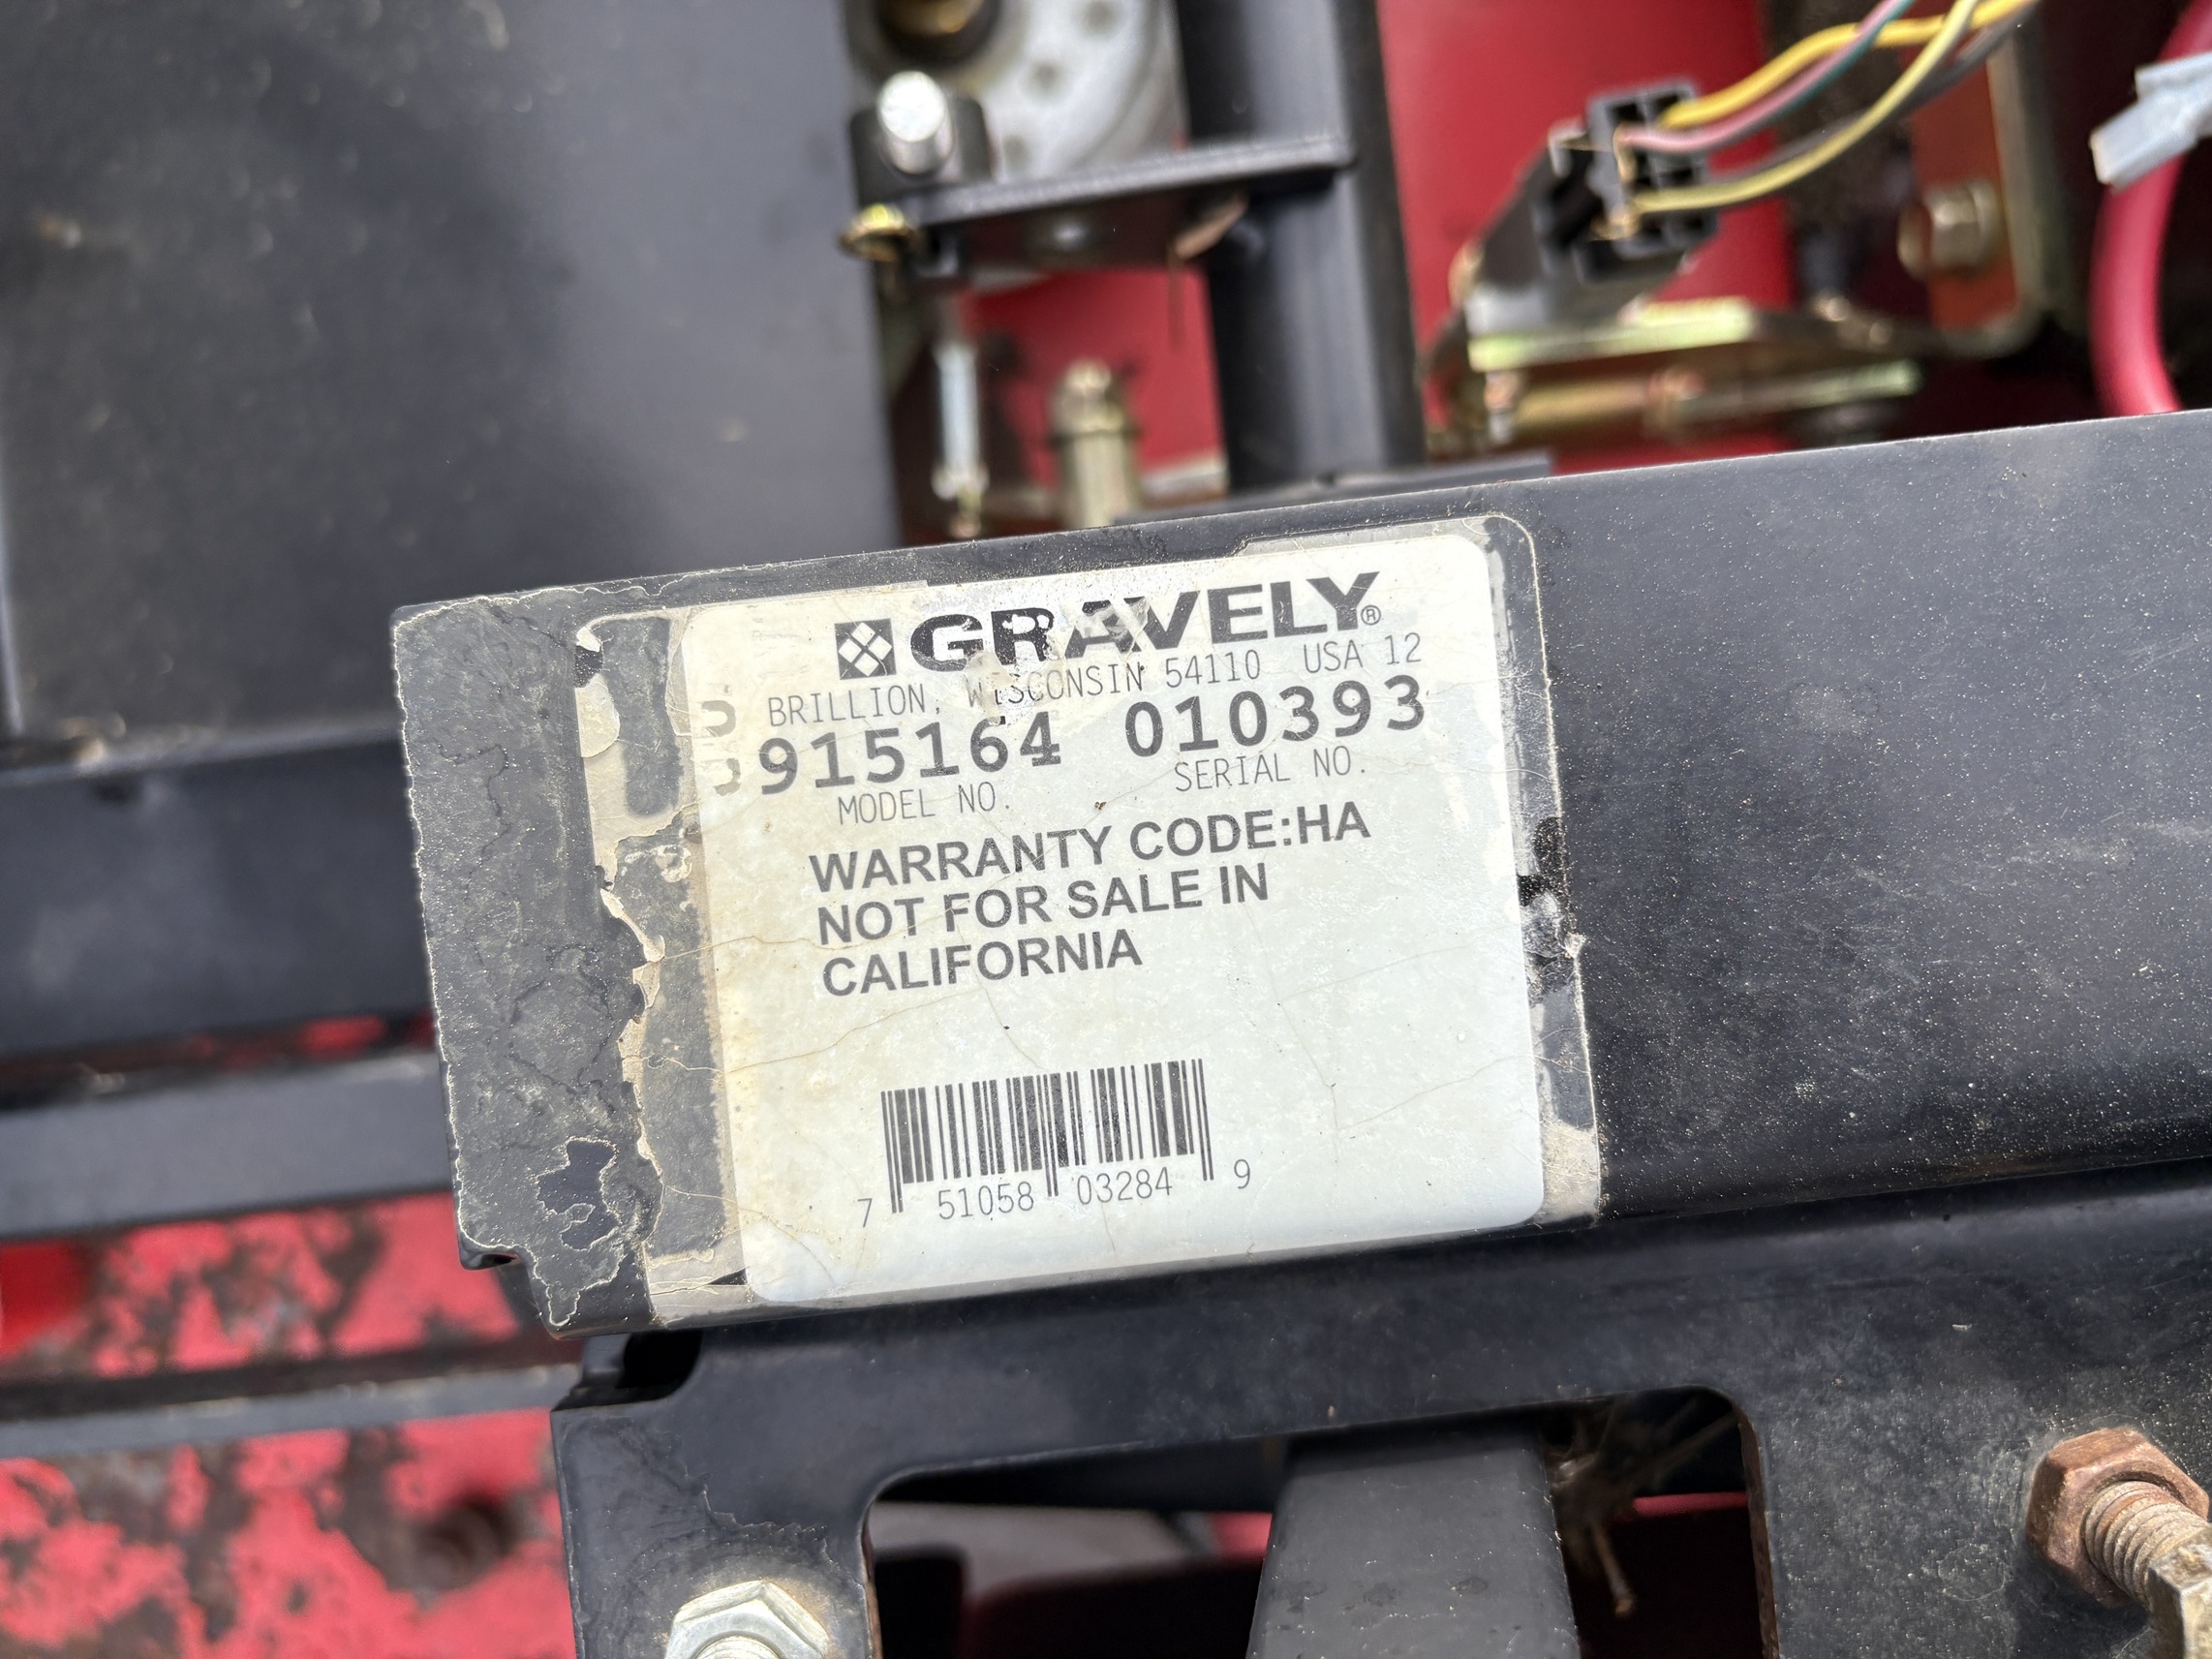 GRAVELY®
BRILLION, WISCONSIN 54110 USA 12
915164 010393
MODEL NO. SERIAL NO.
WARRANTY CODE:HA
NOT FOR SALE IN
CALIFORNIA
7 51058 03284 9